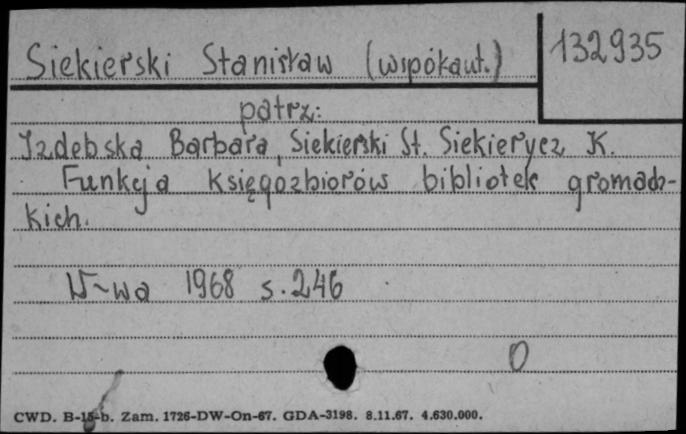 Siekierski Stanisław (współaut.)
132935
patrz:
Izdebska Barbara, Siekierski St. Siekierycz K.
Funkcja księgozbiorów bibliotek gromadz-
kich.
W-wa 1968 s. 246
0
CWD. B-15-b. Zam. 1726-DW-On-67. GDA-3198. 8.11.67. 4.630.000.